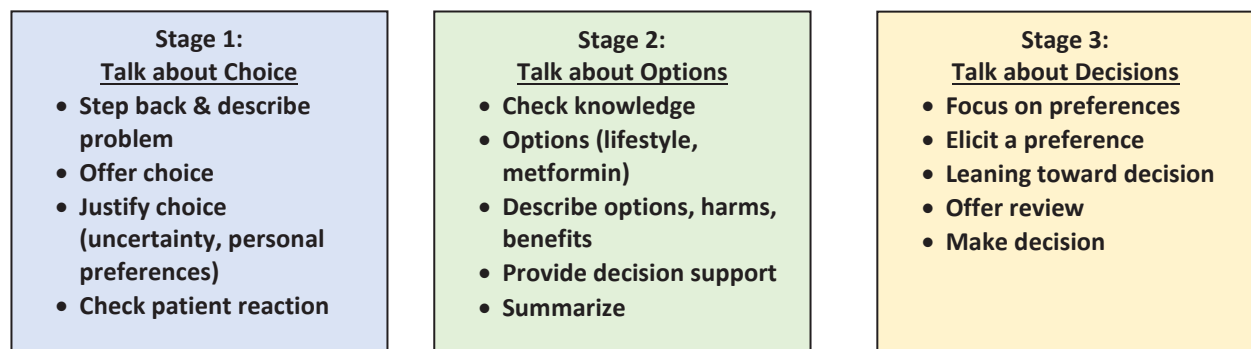 Stage 1:
Talk about Choice
• Step back & describe
problem
• Offer choice
• Justify choice
(uncertainty, personal
preferences)
• Check patient reaction
Stage 2:
Talk about Options
• Check knowledge
• Options (lifestyle,
metformin)
• Describe options, harms,
benefits
• Provide decision support
• Summarize
Stage 3:
Talk about Decisions
• Focus on preferences
• Elicit a preference
• Leaning toward decision
• Offer review
• Make decision